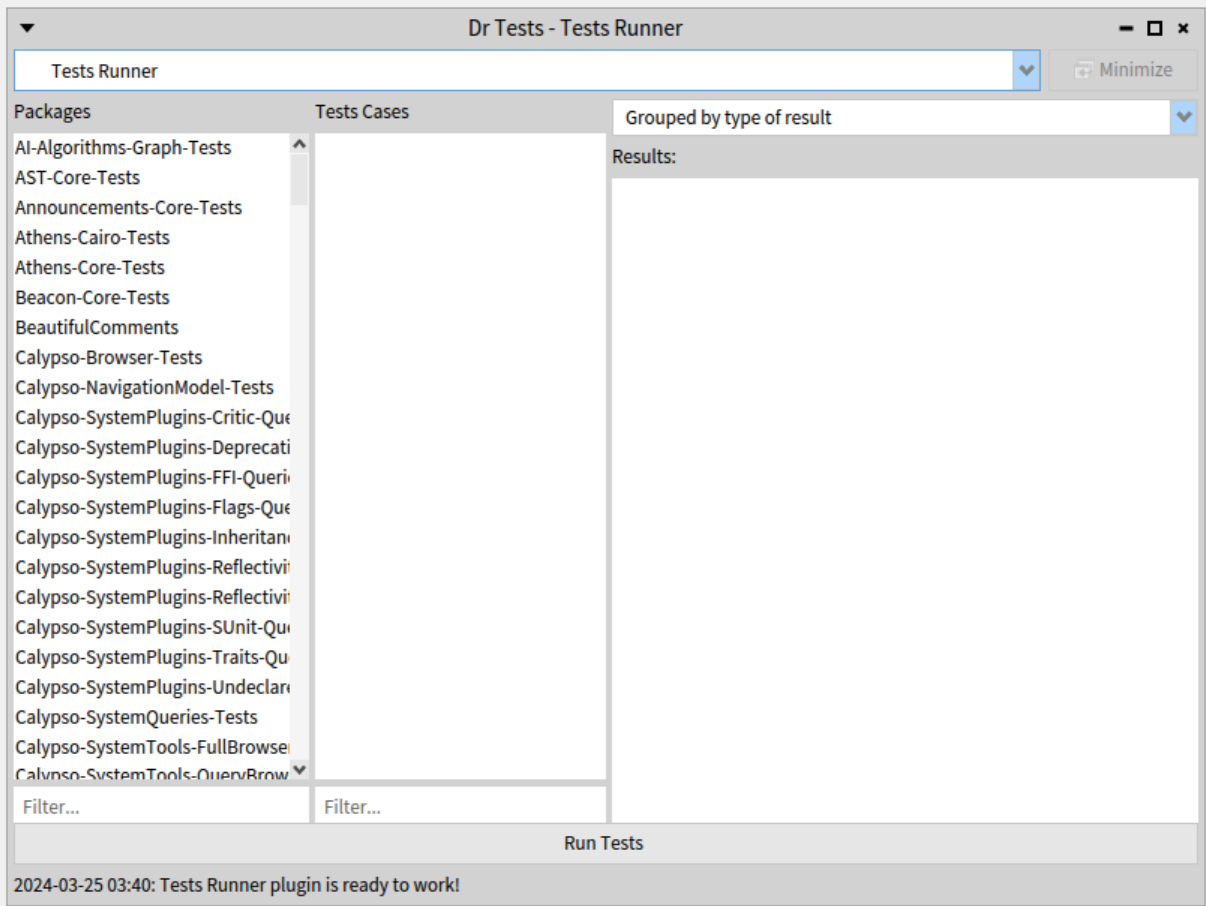 Dr Tests - Tests Runner
Tests Runner
Minimize
Packages
Tests Cases
Grouped by type of result
Results:
AI-Algorithms-Graph-Tests
AST-Core-Tests
Announcements-Core-Tests
Athens-Cairo-Tests
Athens-Core-Tests
Beacon-Core-Tests
BeautifulComments
Calypso-Browser-Tests
Calypso-NavigationModel-Tests
Calypso-SystemPlugins-Critic-Que
Calypso-SystemPlugins-Deprecati
Calypso-SystemPlugins-FFI-Queri
Calypso-SystemPlugins-Flags-Que
Calypso-SystemPlugins-Inheritan
Calypso-SystemPlugins-Reflectivi
Calypso-SystemPlugins-Reflectivi
Calypso-SystemPlugins-SUnit-Que
Calypso-SystemPlugins-Traits-Qu
Calypso-SystemPlugins-Undeclare
Calypso-SystemQueries-Tests
Calypso-SystemTools-FullBrowser
Calypso-SystemTools-QueryBrow
Filter...
Filter...
Run Tests
2024-03-25 03:40: Tests Runner plugin is ready to work!